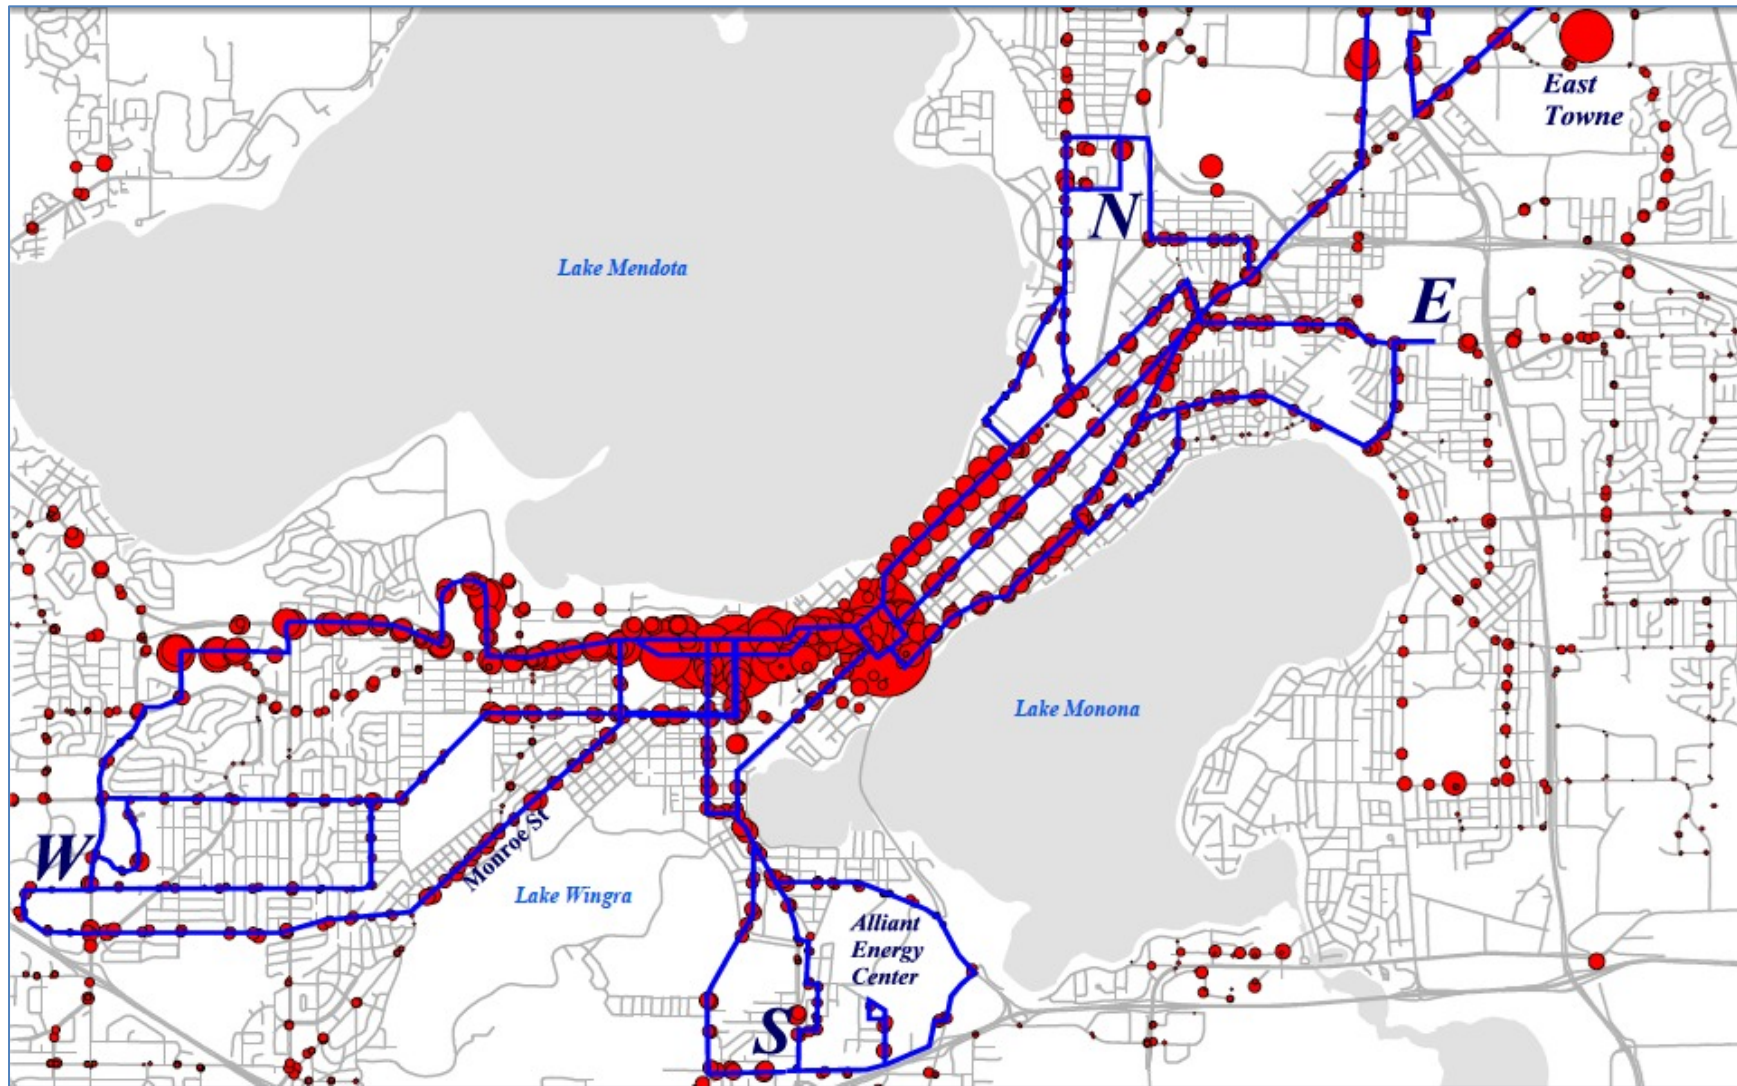 East
Towne
N
Lake Mendota
E
Lake Monona
W
Monroe St
Lake Wingra
Alliant
Energy
Center
S